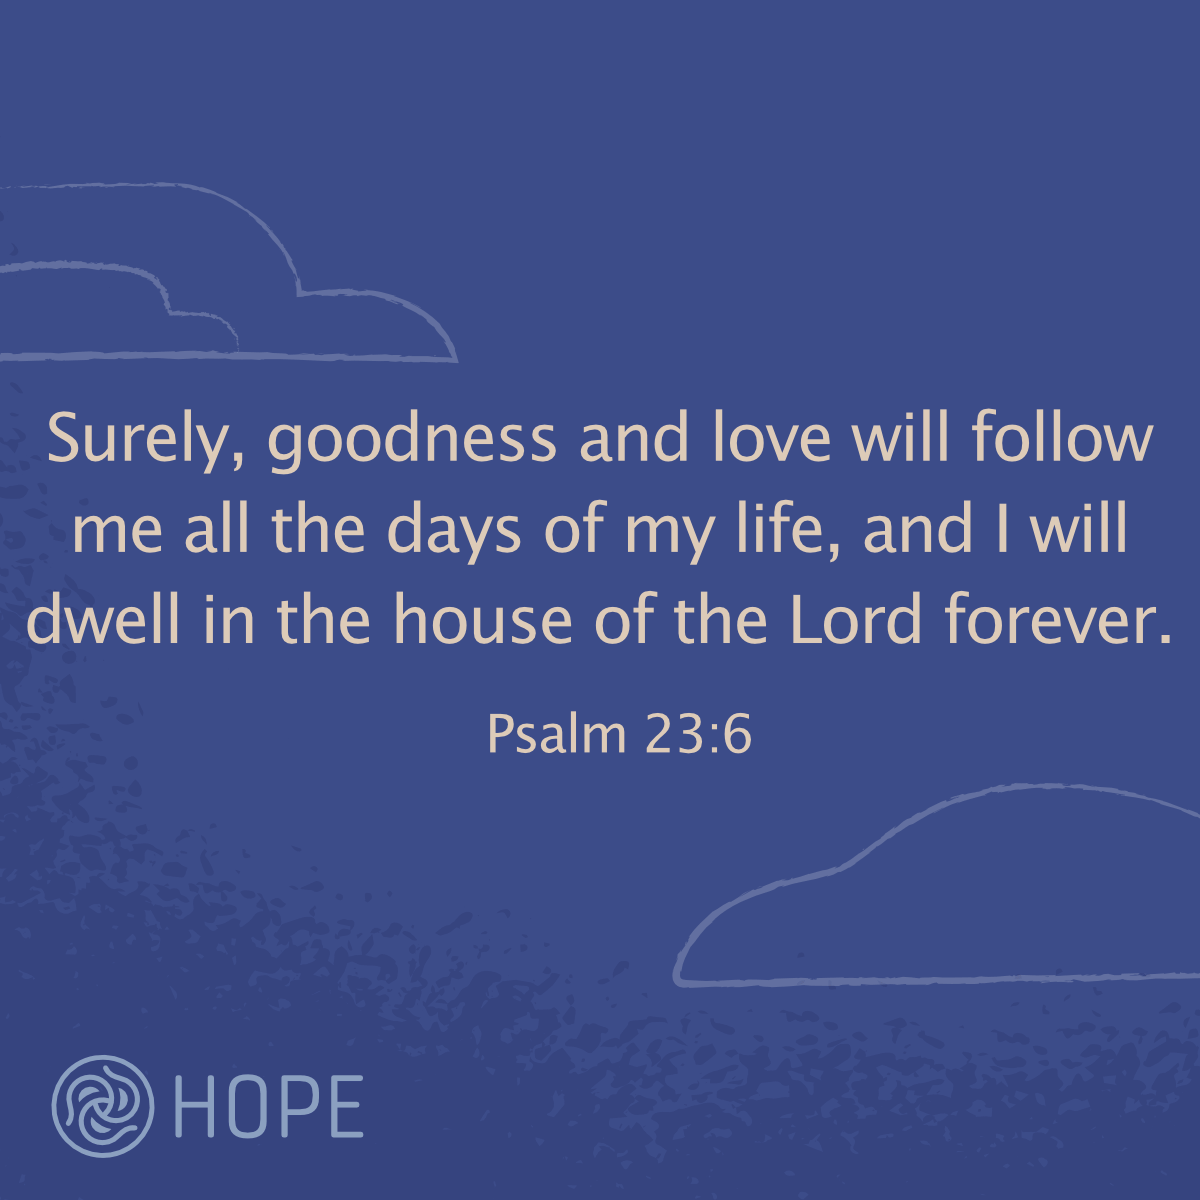 Surely, goodness and love will follow
me all the days of my life, and I will
dwell in the house of the Lord forever.
Psalm 23:6
HOPE